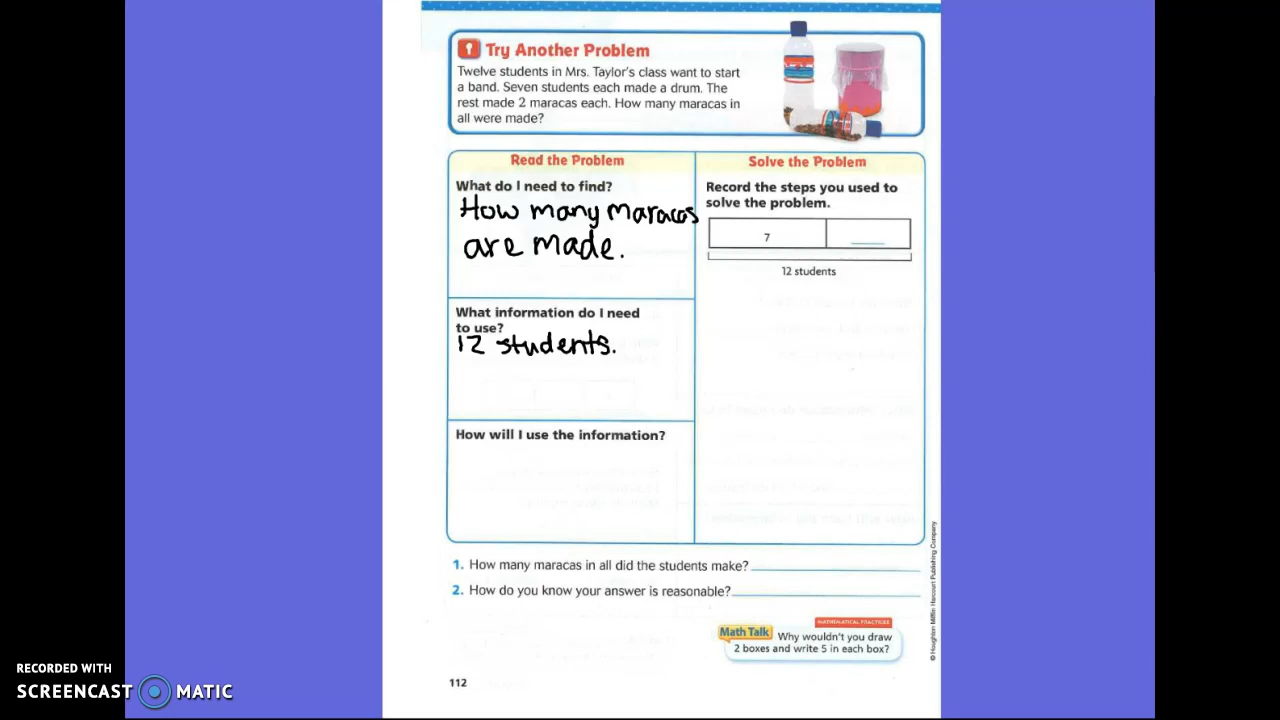 Try Another Problem
Twelve students in Mrs. Taylor's class want to start
a band. Seven students each made a drum. The
rest made 2 maracas each. How many maracas in
all were made?
Read the Problem
What do I need to find?
How many maracas
are made.
What information do I need
to use?
12 students.
How will I use the information?
Solve the Problem
Record the steps you used to
solve the problem.
7
12 students
1. How many maracas in all did the students make?
2. How do you know your answer is reasonable?
MATHEMATICAL PRACTICES
Math Talk Why wouldn't you draw
2 boxes and write 5 in each box?
© Houghton Mifflin Harcourt Publishing Company
112
RECORDED WITH
SCREENCAST MATIC